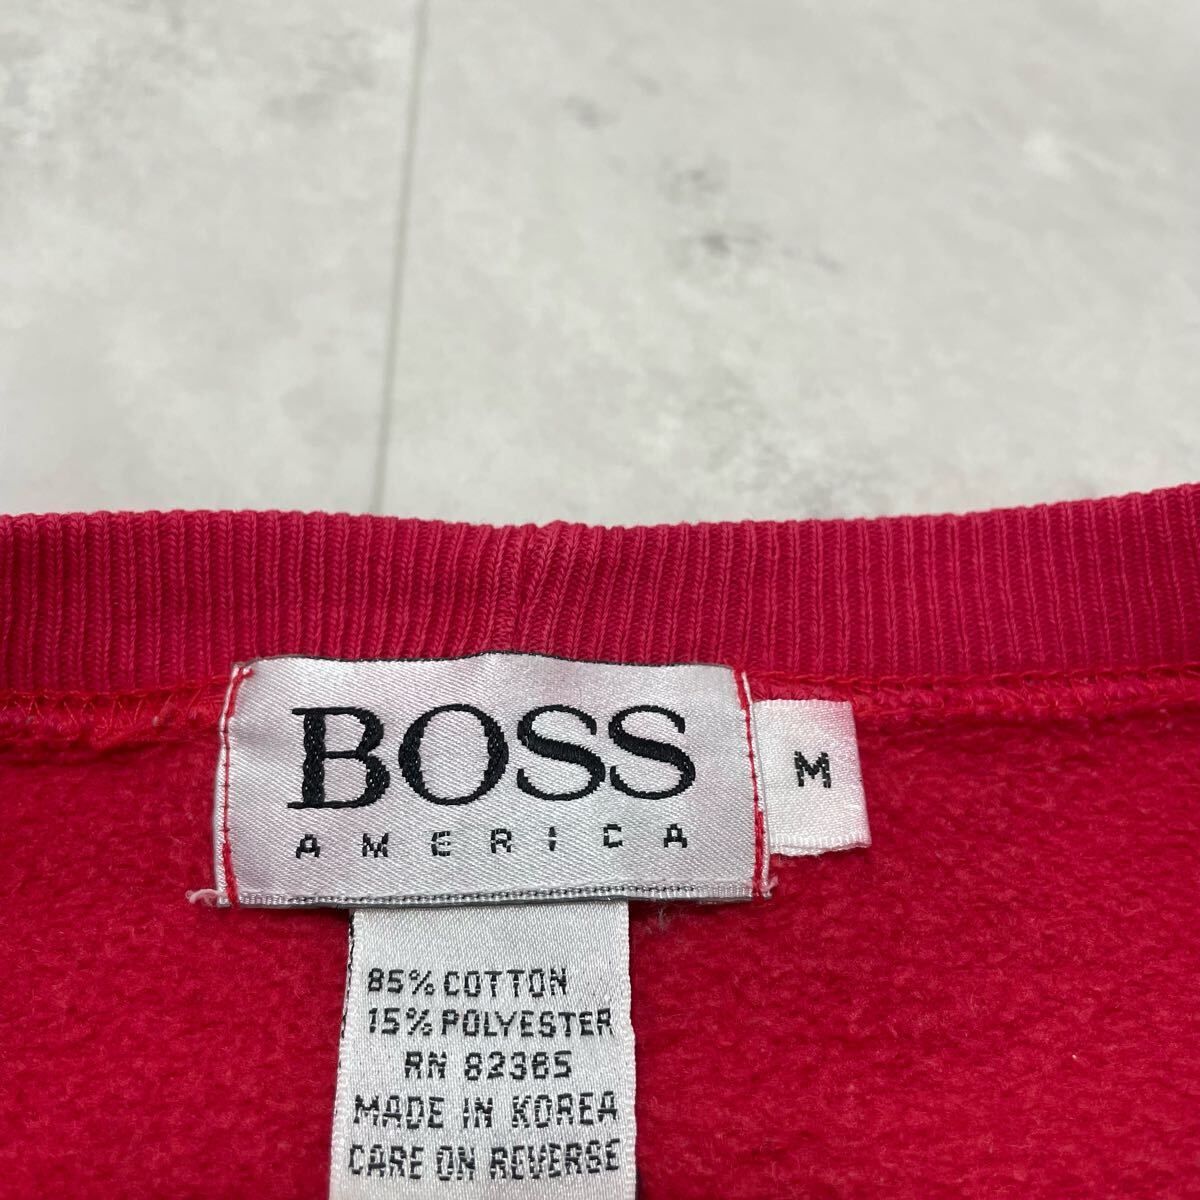 BOSS
AMERICA
M
85% COTTON
15% POLYESTER
RN 82365
MADE IN KOREA
CARE ON REVERSE